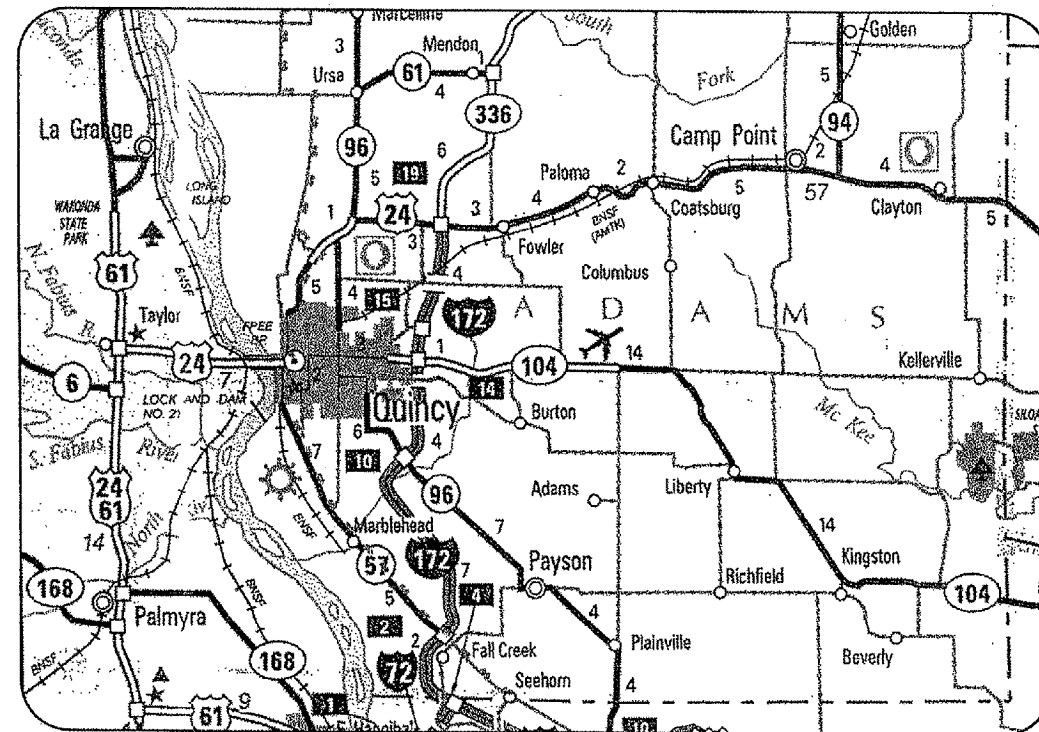 Marcelline
South
Golden
3
Mendon
Ursa
61
4
5
Fork
336
La Grange
Camp Point
94
96
6
2
LONG
ISLAND
19
Paloma
2
4
5
5
57
4
WAKONDA
STATE
PARK
1
24
3
BNSF
(AMTK)
Coatsburg
Clayton
5
3
Fowler
61
BNSF
4
Columbus
N. Fabius
R.
5
4
15
A D A M S
172
Taylor
24
1
104
14
Kellerville
6
7
2
14
LOCK AND DAM
NO. 21
Quincy
Burton
Mc Kee
S. Fabius River
6
4
7
10
Liberty
24
61
96
Adams
14
North
BNSF
Marblehead
7
14
172
Kingston
168
57
Payson
Richfield
7
104
5
4
BNSF
Palmyra
2
4
168
2
Fall Creek
Plainville
Beverly
BNSF
72
Seehorn
4
61
9
1